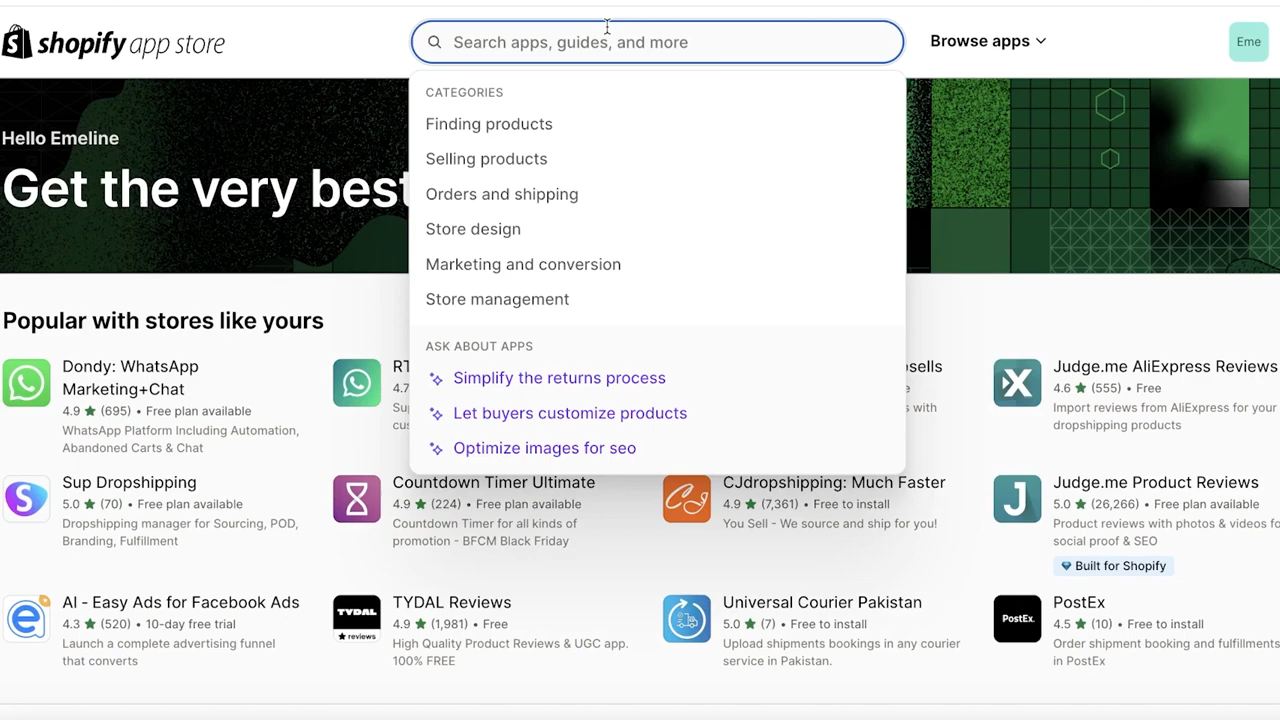 shopify app store
Search apps, guides, and more
Browse apps
Eme
CATEGORIES
Finding products
Selling products
Orders and shipping
Store design
Marketing and conversion
Store management
ASK ABOUT APPS
Simplify the returns process
Let buyers customize products
Optimize images for seo
Hello Emeline
Get the very best
Popular with stores like yours
Dondy: WhatsApp
Marketing+Chat
4.9 ★ (695) • Free plan available
WhatsApp Platform Including Automation,
Abandoned Carts & Chat
4.7
Judge.me AliExpress Reviews
4.6 ★ (555) • Free
Import reviews from AliExpress for your
dropshipping products
Sup Dropshipping
5.0 ★ (70) • Free plan available
Dropshipping manager for Sourcing, POD,
Branding, Fulfillment
Countdown Timer Ultimate
4.9 ★ (224) • Free plan available
Countdown Timer for all kinds of
promotion - BFCM Black Friday
CJdropshipping: Much Faster
4.9 ★ (7,361) • Free to install
You Sell - We source and ship for you!
Judge.me Product Reviews
5.0 ★ (26,266) • Free plan available
Product reviews with photos & videos fo
social proof & SEO
Built for Shopify
AI - Easy Ads for Facebook Ads
4.3 ★ (520) • 10-day free trial
Launch a complete advertising funnel
that converts
TYDAL
★ reviews
TYDAL Reviews
4.9 ★ (1,981) • Free
High Quality Product Reviews & UGC app.
100% FREE
Universal Courier Pakistan
5.0 ★ (7) • Free to install
Upload shipments bookings in any courier
service in Pakistan.
PostEx.
PostEx
4.5 ★ (10) • Free to install
Order shipment booking and fulfillments
in PostEx